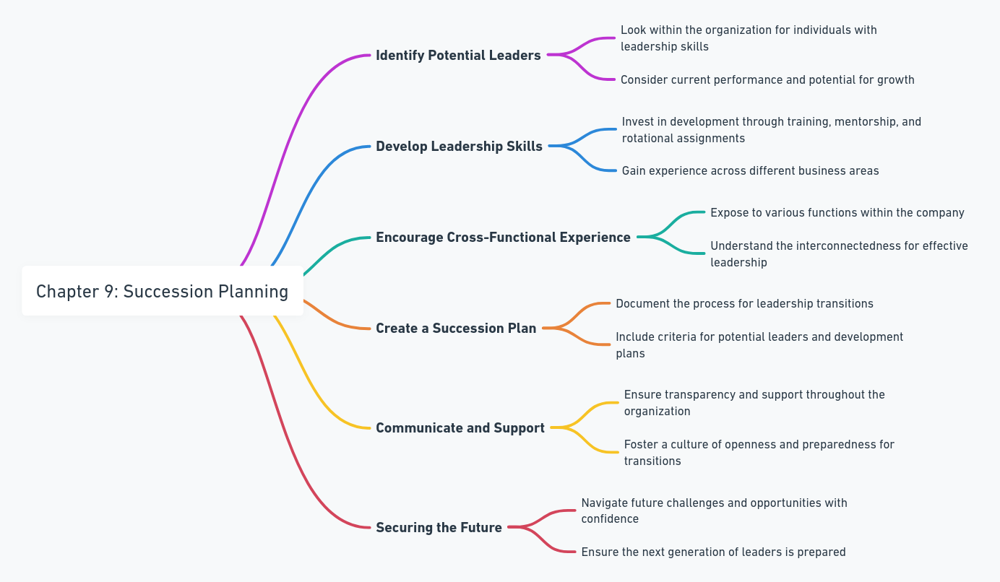 Chapter 9: Succession Planning
Identify Potential Leaders
Look within the organization for individuals with
leadership skills
Consider current performance and potential for growth
Develop Leadership Skills
Invest in development through training, mentorship, and
rotational assignments
Gain experience across different business areas
Encourage Cross-Functional Experience
Expose to various functions within the company
Understand the interconnectedness for effective
leadership
Create a Succession Plan
Document the process for leadership transitions
Include criteria for potential leaders and development
plans
Communicate and Support
Ensure transparency and support throughout the
organization
Foster a culture of openness and preparedness for
transitions
Securing the Future
Navigate future challenges and opportunities with
confidence
Ensure the next generation of leaders is prepared